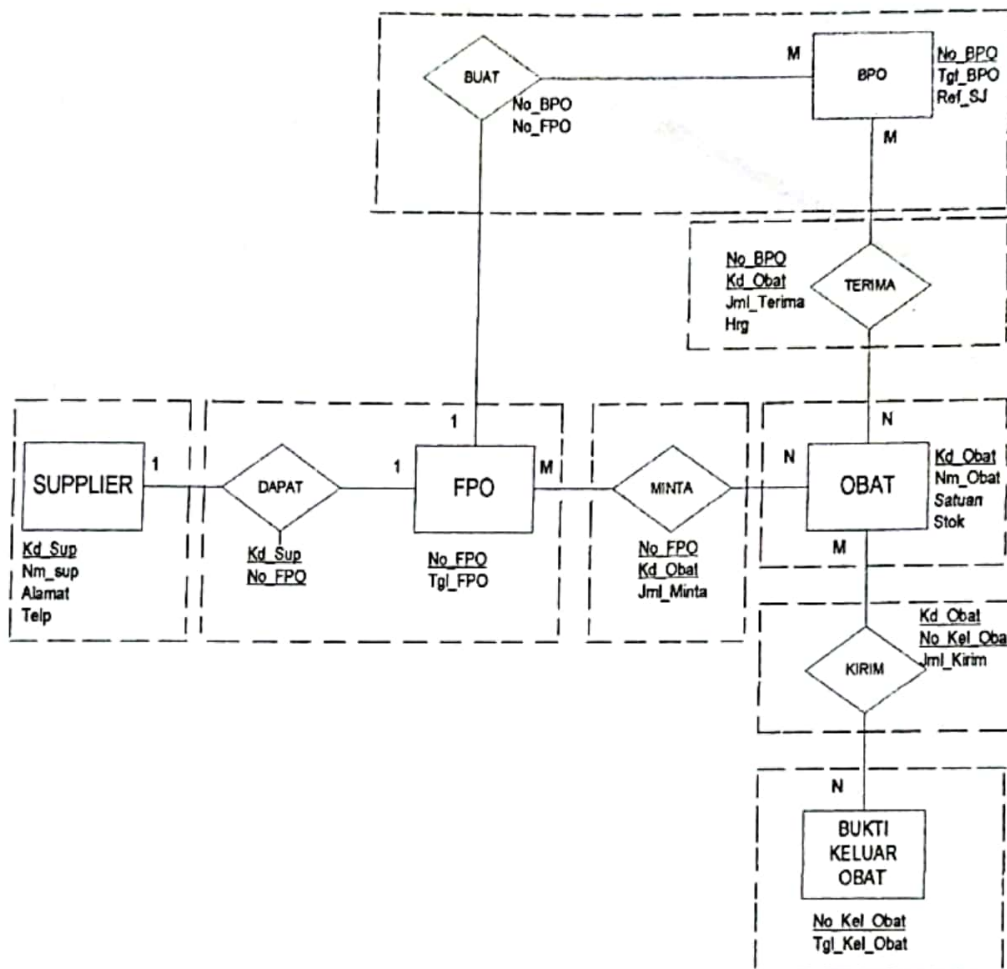 BUAT
No_BPO
No_FPO
M
BPO
No_BPO
Tgl_BPO
Ref_SJ
M
No_BPO
Kd_Obat
Jml_Terima
Hrg
TERIMA
N
SUPPLIER
1
Kd_Sup
Nm_sup
Alamat
Telp
DAPAT
Kd_Sup
No_FPO
1
1
FPO
M
No_FPO
Tgl_FPO
MINTA
No_FPO
Kd_Obat
Jml_Minta
N
OBAT
Kd_Obat
Nm_Obat
Satuan
Stok
M
KIRIM
Kd_Obat
No_Kel_Oba
Jml_Kirim
N
BUKTI
KELUAR
OBAT
No_Kel_Obat
Tgl_Kel_Obat